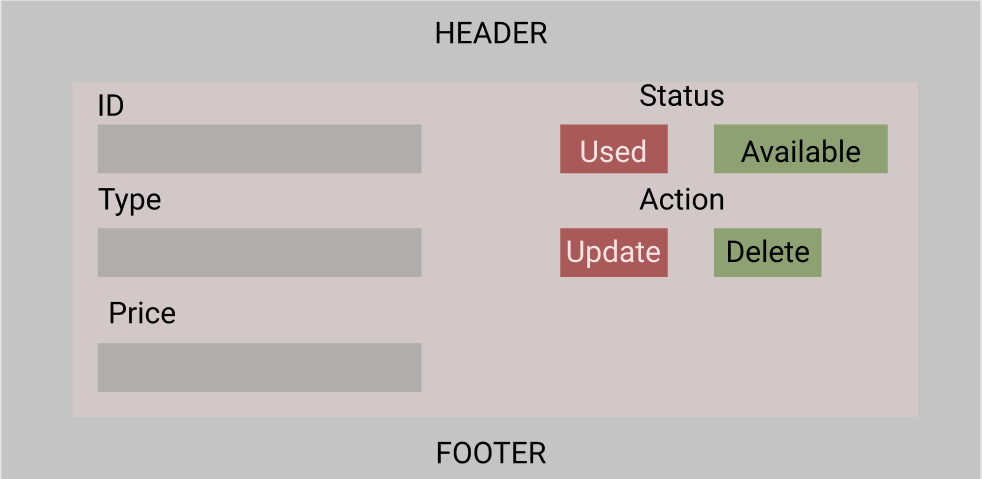 HEADER
ID
Type
Price
Status
Used Available
Action
Update Delete
FOOTER